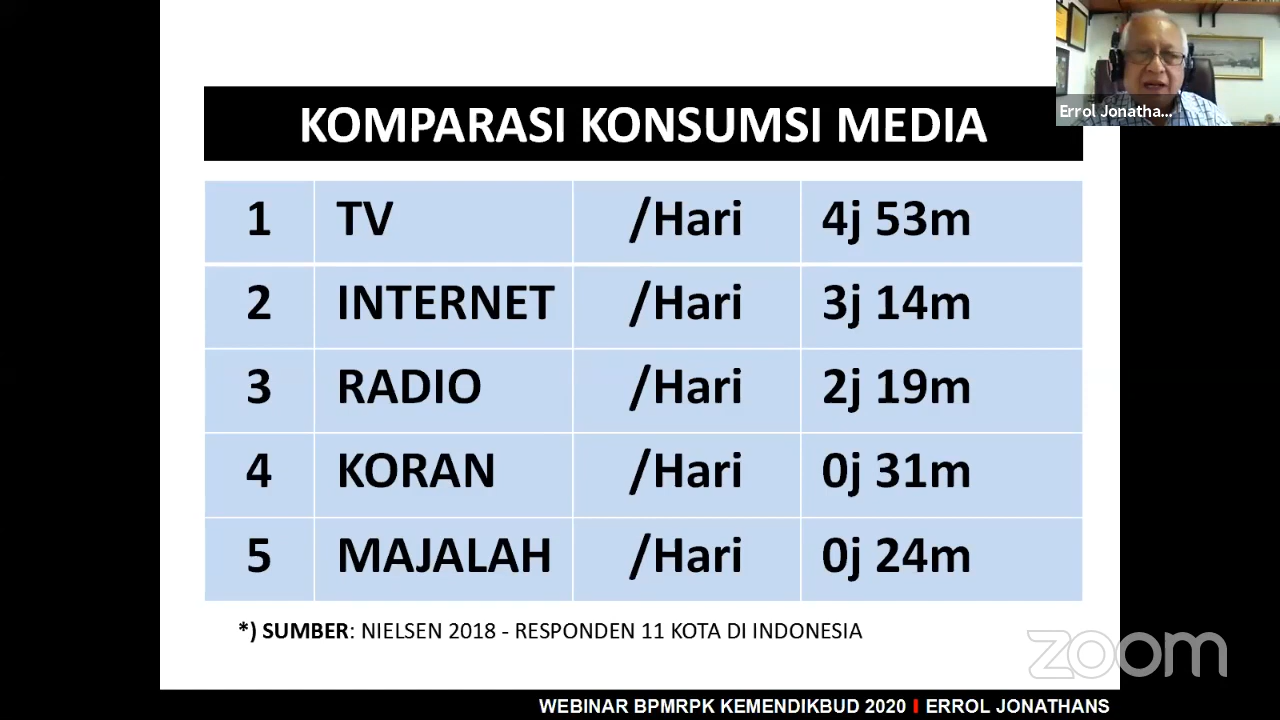 KOMPARASI KONSUMSI MEDIA
Errol Jonatha...
1 TV /Hari 4j 53m
2 INTERNET /Hari 3j 14m
3 RADIO /Hari 2j 19m
4 KORAN /Hari 0j 31m
5 MAJALAH /Hari 0j 24m
*) SUMBER: NIELSEN 2018 - RESPONDEN 11 KOTA DI INDONESIA
zoom
WEBINAR BPMRPK KEMENDIKBUD 2020 I ERROL JONATHANS